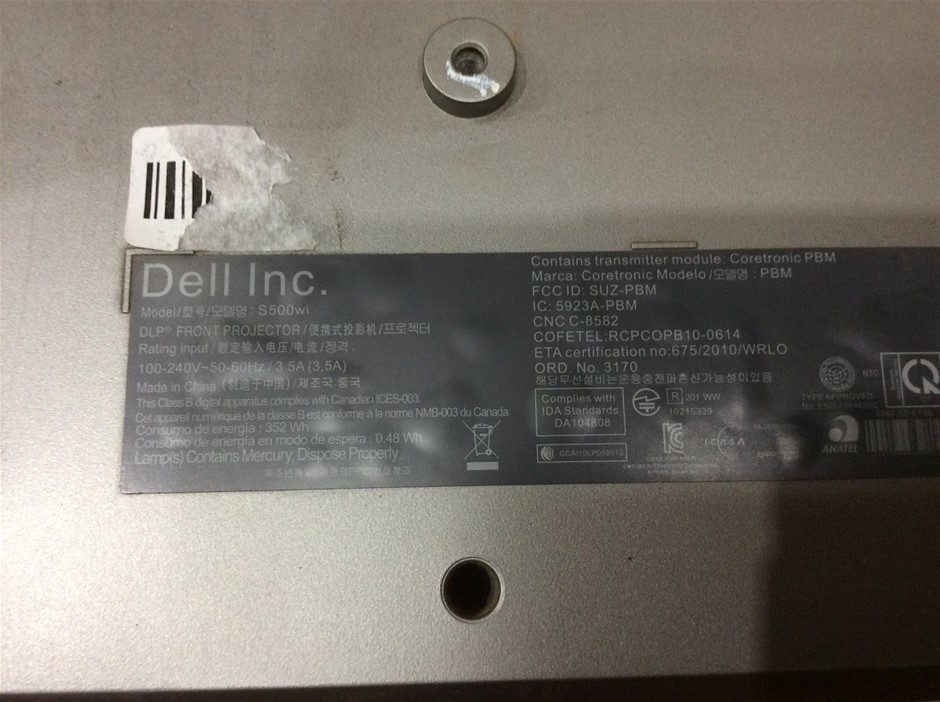 Dell Inc.
Model/型号/모델명 : S500wi
DLP® FRONT PROJECTOR/便携式投影机/프로젝터
Rating input/额定输入电压/电流/정격 :
100-240V~50-60Hz / 3.5A (3.5A)
Made in China (制造于中国)/제조국:중국
This Class B digital apparatus complies with Canadian ICES-003.
Cet appareil numérique de la classe B est conforme à la norme NMB-003 du Canada.
Consumo de energía : 352 Wh
Consumo de energía en modo de espera : 0,48 Wh
Lamp(s) Contains Mercury, Dispose Properly.
Contains transmitter module: Coretronic PBM
Marca: Coretronic Modelo/모델명 : PBM
FCC ID: SUZ-PBM
IC: 5923A-PBM
CNC C-8582
COFETEL:RCPCOPB10-0614
ETA certification no:675/2010/WRLO
ORD. No. 3170
해당무선설비는운용중전파혼신가능성이있음
Complies with
IDA Standards
DA104808
R 201 WW
10215339
ICASA
NTC
TYPE APPROVED
ANATEL